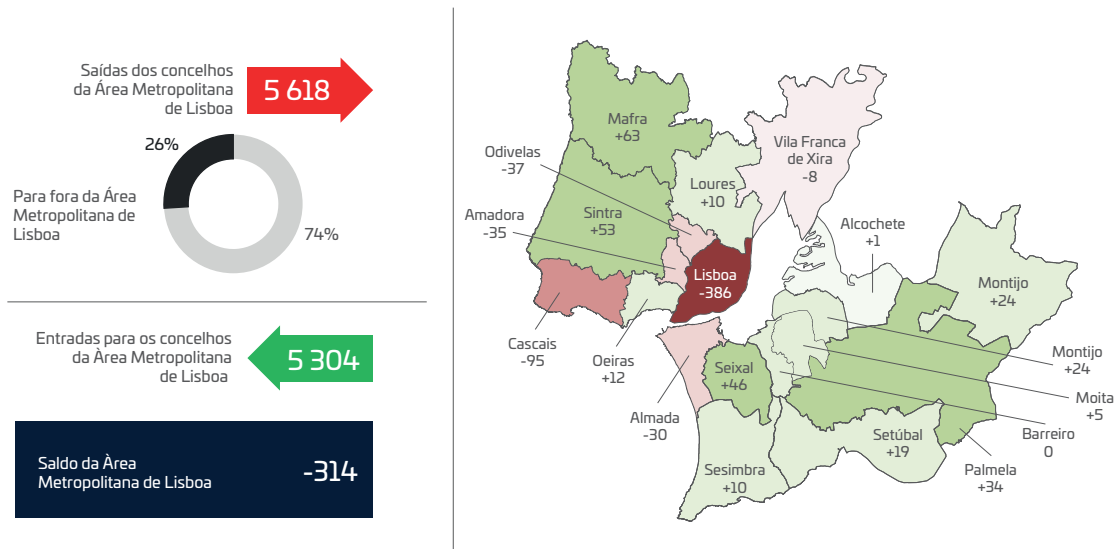 Saídas dos concelhos
da Área Metropolitana
de Lisboa
5 618
26%
Para fora da Área
Metropolitana de
Lisboa
74%
Entradas para os concelhos
da Àrea Metropolitana
de Lisboa
5 304
Saldo da Àrea
Metropolitana de Lisboa
-314
Mafra
+63
Odivelas
-37
Vila Franca
de Xira
-8
Loures
+10
Amadora
-35
Sintra
+53
Alcochete
+1
Lisboa
-386
Montijo
+24
Cascais
-95
Oeiras
+12
Seixal
+46
Montijo
+24
Moita
+5
Almada
-30
Barreiro
0
Setúbal
+19
Sesimbra
+10
Palmela
+34